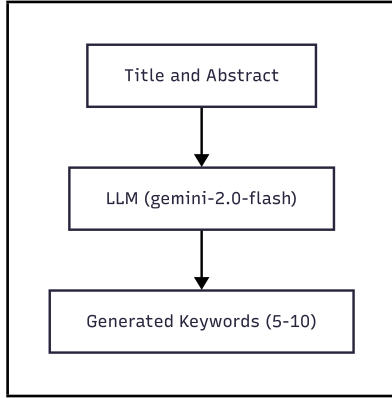 Title and Abstract
LLM (gemini-2.0-flash)
Generated Keywords (5-10)